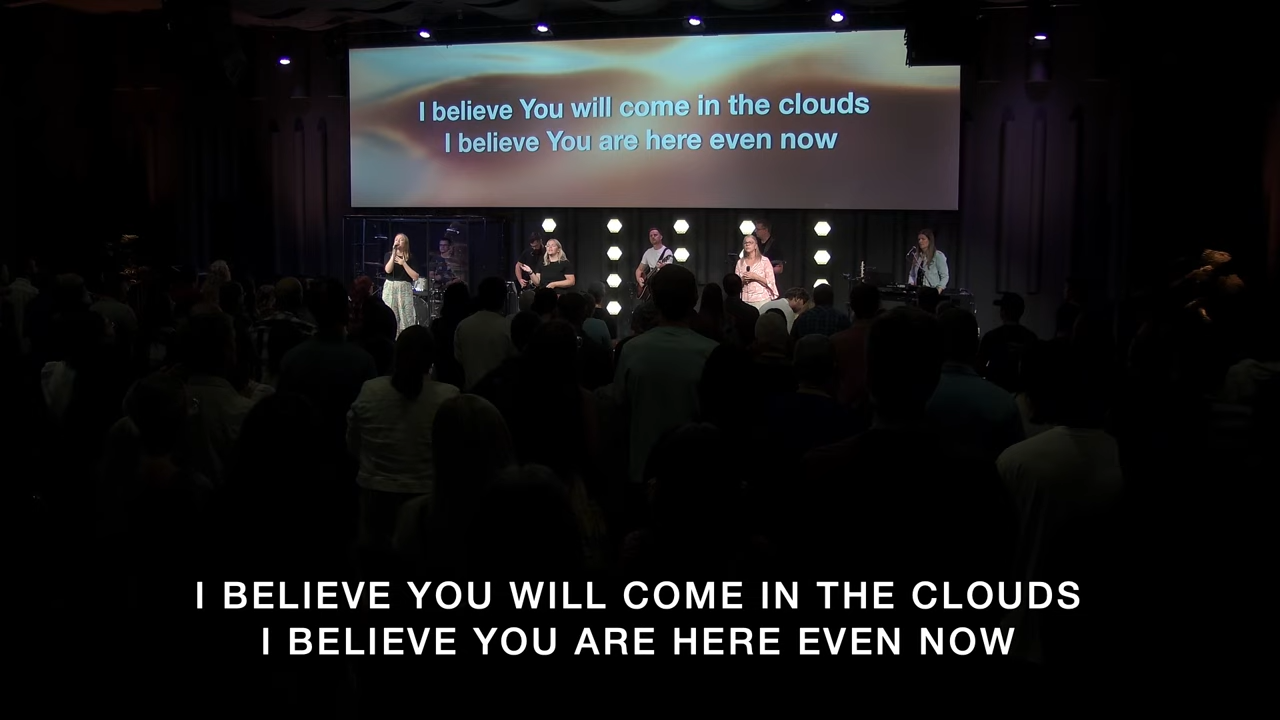 I believe You will come in the clouds
I believe You are here even now
I BELIEVE YOU WILL COME IN THE CLOUDS
I BELIEVE YOU ARE HERE EVEN NOW